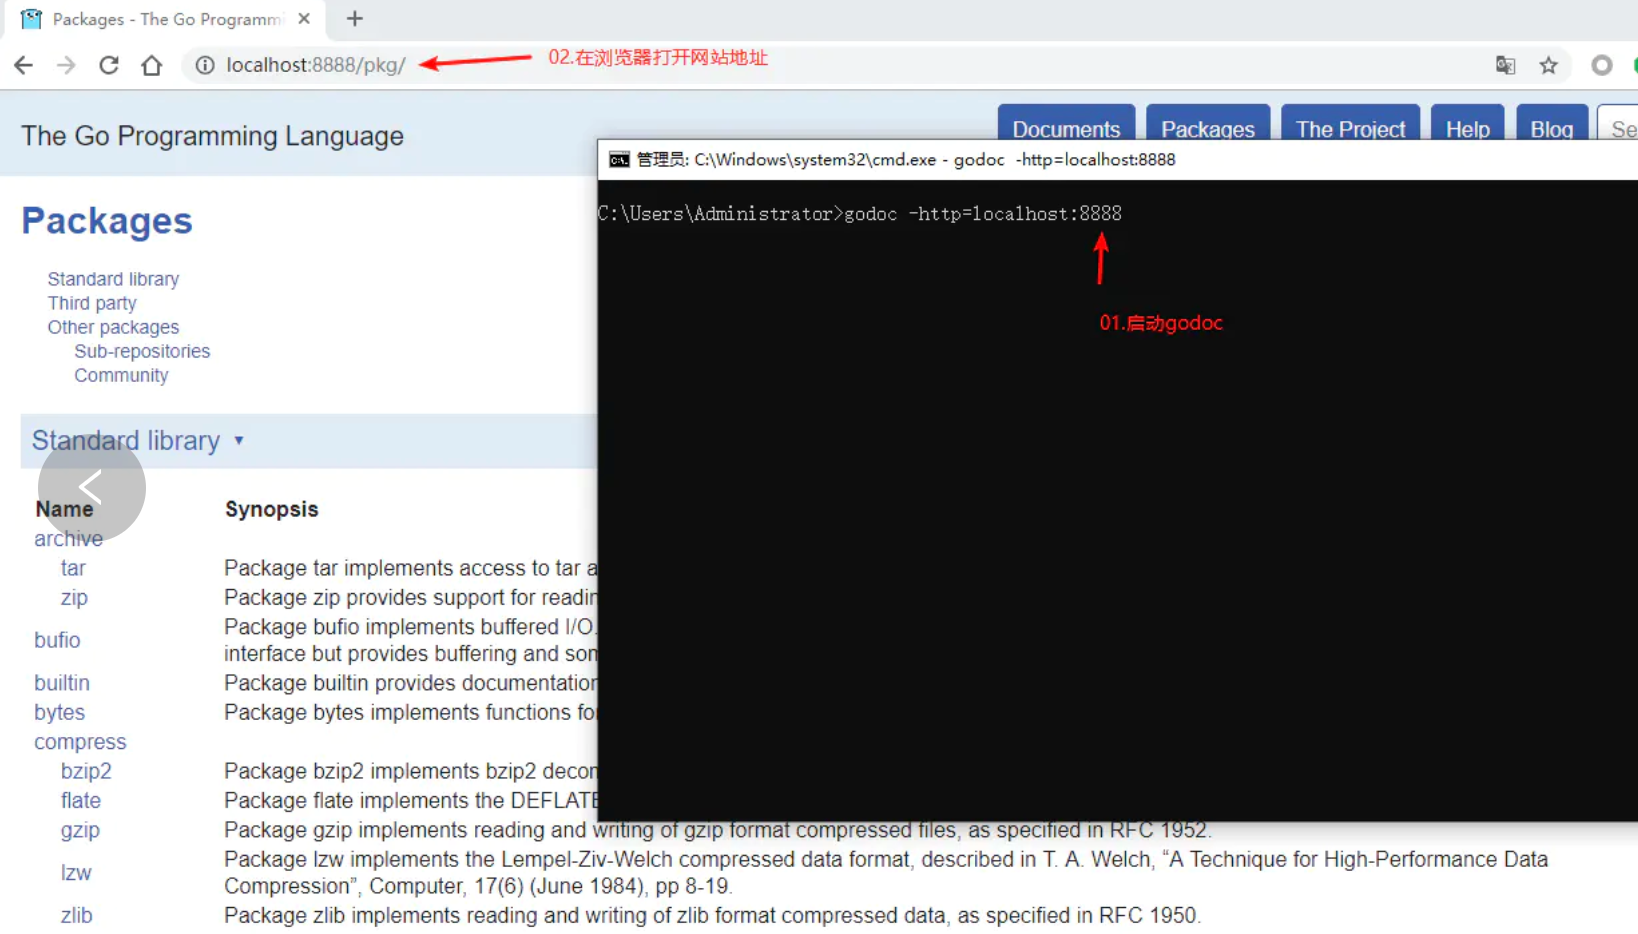 Packages - The Go Programmi
localhost:8888/pkg/
02.在浏览器打开网站地址
The Go Programming Language
Documents
Packages
The Project
Help
Blog
Se
管理员: C:\Windows\system32\cmd.exe - godoc  -http=localhost:8888
C:\Users\Administrator>godoc -http=localhost:8888
01.启动godoc
Packages
Standard library
Third party
Other packages
Sub-repositories
Community
Standard library ▾
Name Synopsis
archive
tar Package tar implements access to tar a
zip Package zip provides support for readin
bufio Package bufio implements buffered I/O.
interface but provides buffering and som
builtin Package builtin provides documentation
bytes Package bytes implements functions for
compress
bzip2 Package bzip2 implements bzip2 decom
flate Package flate implements the DEFLATE
gzip Package gzip implements reading and writing of gzip format compressed files, as specified in RFC 1952.
lzw Package lzw implements the Lempel-Ziv-Welch compressed data format, described in T. A. Welch, “A Technique for High-Performance Data
Compression”, Computer, 17(6) (June 1984), pp 8-19.
zlib Package zlib implements reading and writing of zlib format compressed data, as specified in RFC 1950.